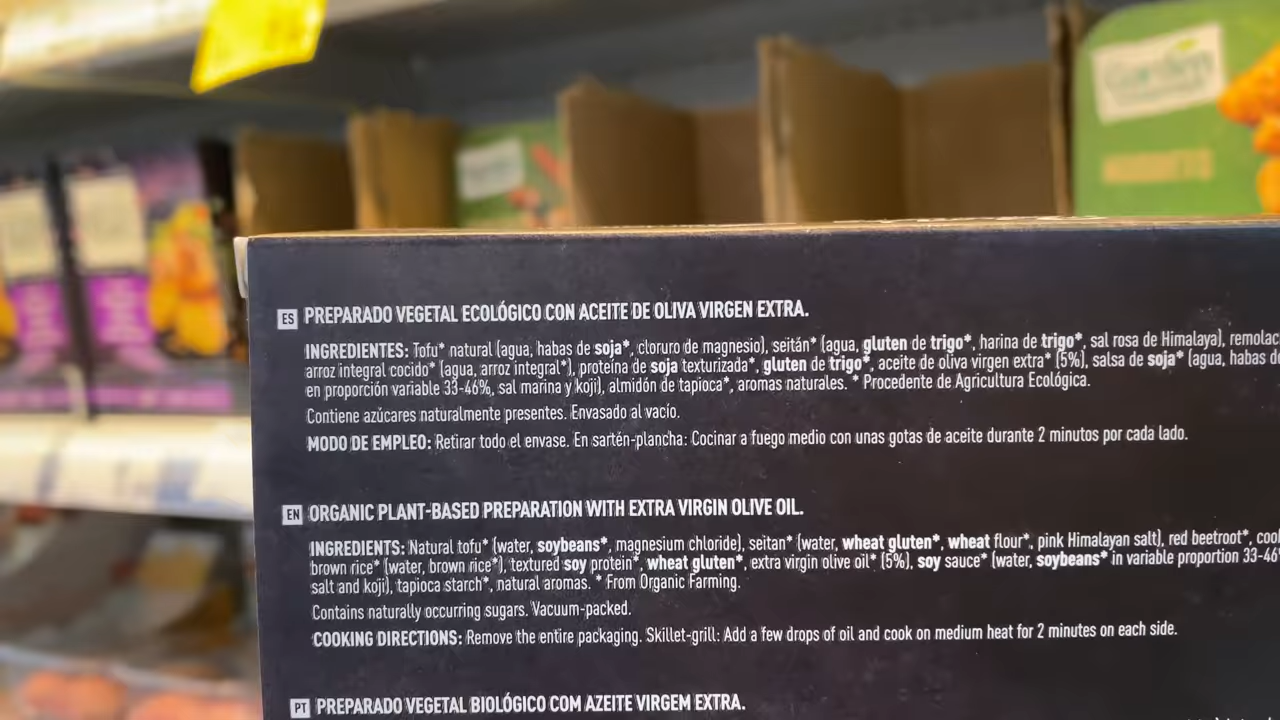 Garden
ES PREPARADO VEGETAL ECOLÓGICO CON ACEITE DE OLIVA VIRGEN EXTRA.
INGREDIENTES: Tofu* natural (agua, habas de soja*, cloruro de magnesio), seitán* (agua, gluten de trigo*, harina de trigo*, sal rosa de Himalaya), remolac
arroz integral cocido* (agua, arroz integral*), proteína de soja texturizada*, gluten de trigo*, aceite de oliva virgen extra* (5%), salsa de soja* (agua, habas d
en proporción variable 33-46%, sal marina y koji), almidón de tapioca*, aromas naturales. * Procedente de Agricultura Ecológica.
Contiene azúcares naturalmente presentes. Envasado al vacío.
MODO DE EMPLEO: Retirar todo el envase. En sartén-plancha: Cocinar a fuego medio con unas gotas de aceite durante 2 minutos por cada lado.
EN ORGANIC PLANT-BASED PREPARATION WITH EXTRA VIRGIN OLIVE OIL.
INGREDIENTS: Natural tofu* (water, soybeans*, magnesium chloride), seitan* (water, wheat gluten*, wheat flour*, pink Himalayan salt), red beetroot*, coo
brown rice* (water, brown rice*), textured soy protein*, wheat gluten*, extra virgin olive oil* (5%), soy sauce* (water, soybeans* in variable proportion 33-46
salt and koji), tapioca starch*, natural aromas. * From Organic Farming.
Contains naturally occurring sugars. Vacuum-packed.
COOKING DIRECTIONS: Remove the entire packaging. Skillet-grill: Add a few drops of oil and cook on medium heat for 2 minutes on each side.
PT PREPARADO VEGETAL BIOLÓGICO COM AZEITE VIRGEM EXTRA.